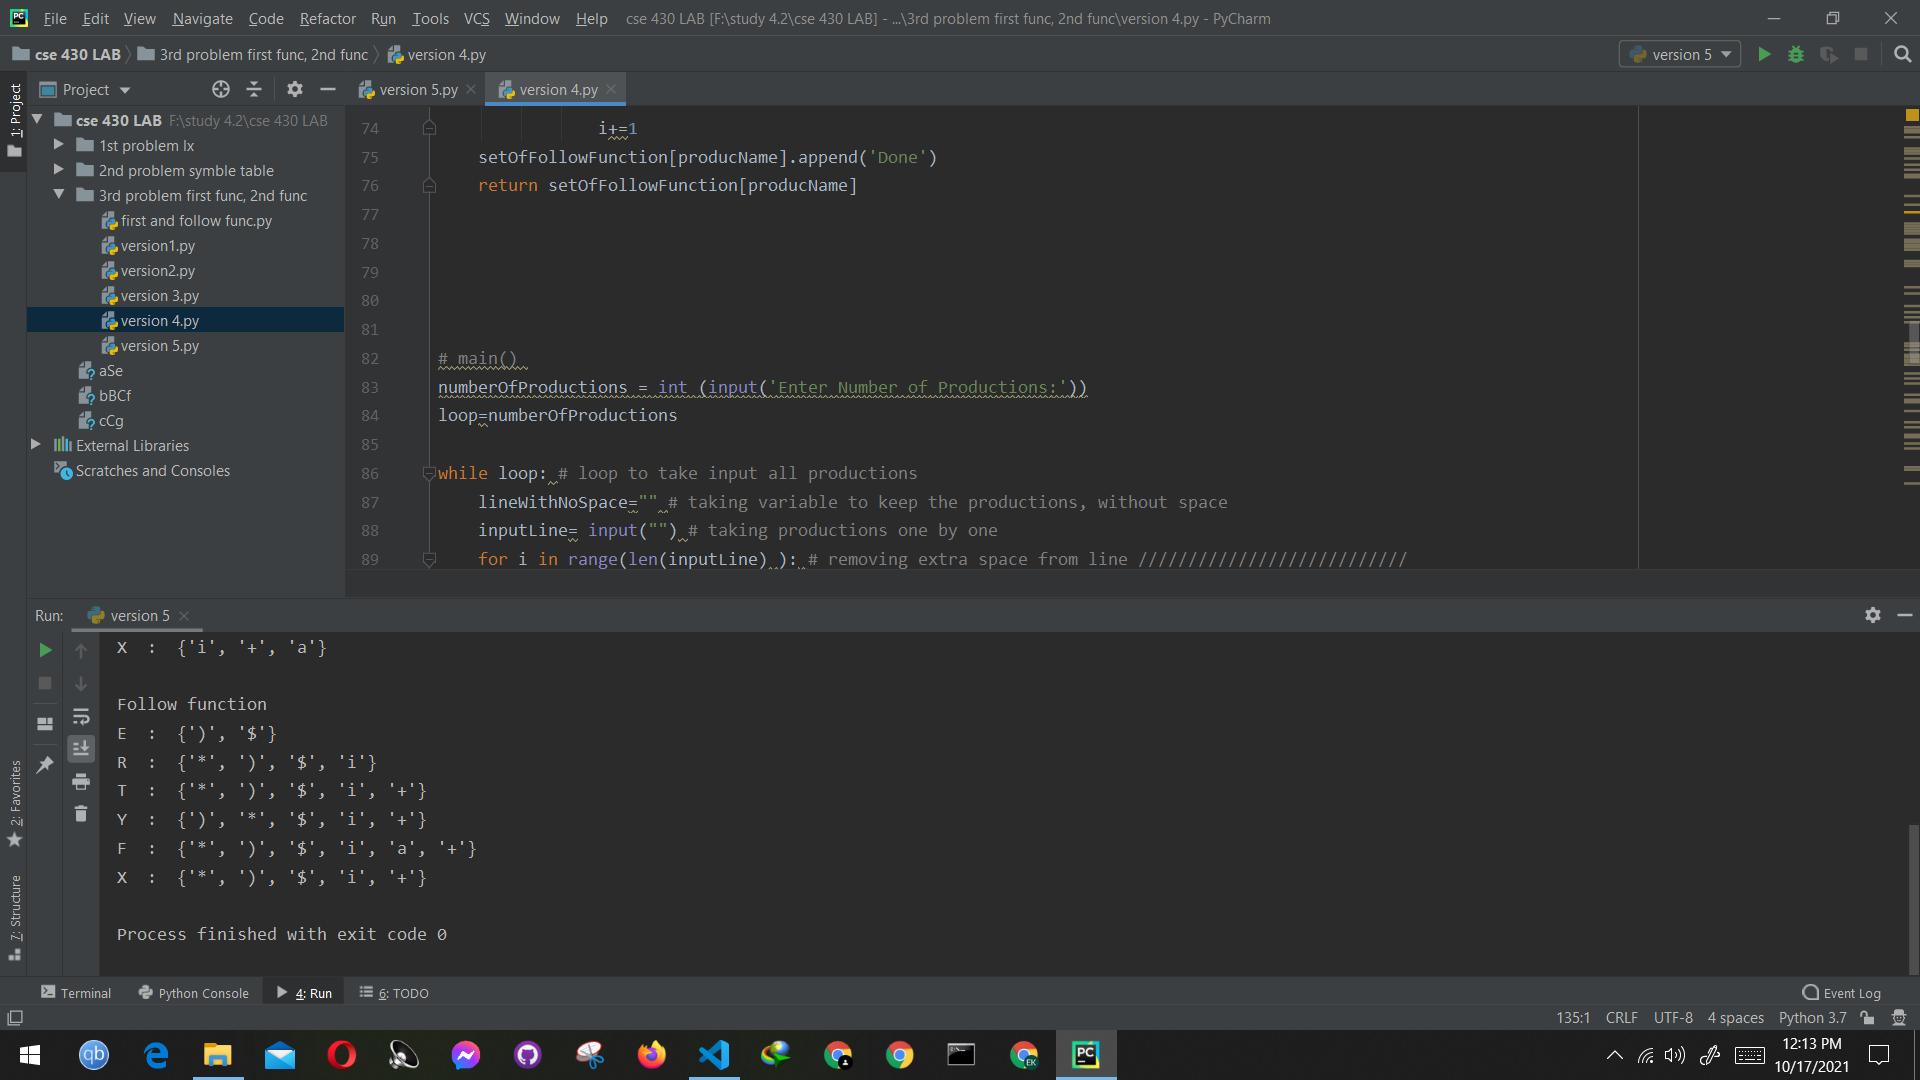 File Edit View Navigate Code Refactor Run Tools VCS Window Help cse 430 LAB [F:\study 4.2\cse 430 LAB] - ...\3rd problem first func, 2nd func\version 4.py - PyCharm
cse 430 LAB 3rd problem first func, 2nd func version 4.py version 5
1: Project
Project version 5.py version 4.py
cse 430 LAB F:\study 4.2\cse 430 LAB
1st problem lx
2nd problem symble table
3rd problem first func, 2nd func
first and follow func.py
version1.py
version2.py
version 3.py
version 4.py
version 5.py
aSe
bBCf
cCg
External Libraries
Scratches and Consoles
74 i+=1
75 setOfFollowFunction[producName].append('Done')
76 return setOfFollowFunction[producName]
77
78
79
80
81
82 # main()
83 numberOfProductions = int (input('Enter Number of Productions:'))
84 loop=numberOfProductions
85
86 while loop: # loop to take input all productions
87 lineWithNoSpace="" # taking variable to keep the productions, without space
88 inputLine= input("") # taking productions one by one
89 for i in range(len(inputLine) ): # removing extra space from line ///////////////////////////
Run: version 5
X : {'i', '+', 'a'}
Follow function
E : {')', '$'}
R : {'*', ')', '$', 'i'}
T : {'*', ')', '$', 'i', '+'}
Y : {')', '*', '$', 'i', '+'}
F : {'*', ')', '$', 'i', 'a', '+'}
X : {'*', ')', '$', 'i', '+'}
Process finished with exit code 0
2: Favorites
7: Structure
Terminal Python Console 4: Run 6: TODO Event Log
135:1 CRLF UTF-8 4 spaces Python 3.7
12:13 PM
10/17/2021